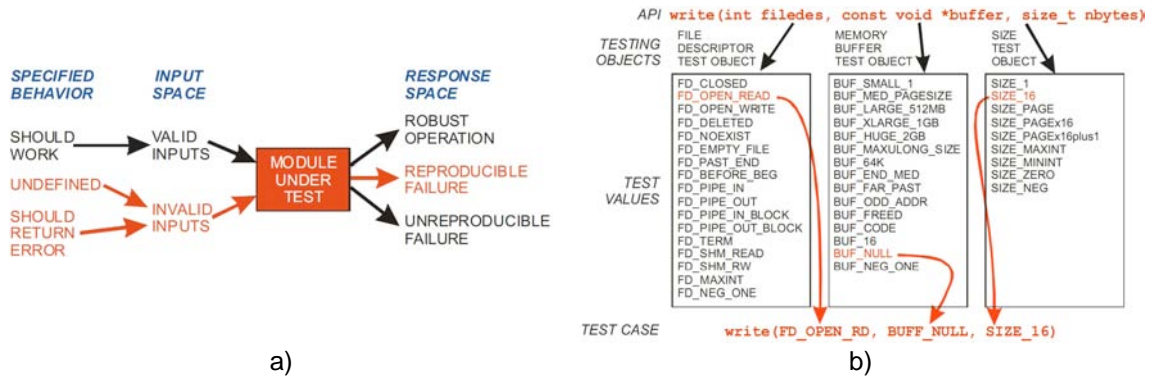 SPECIFIED
BEHAVIOR
INPUT
SPACE
RESPONSE
SPACE
SHOULD
WORK
VALID
INPUTS
ROBUST
OPERATION
MODULE
UNDER
TEST
UNDEFINED
INVALID
INPUTS
REPRODUCIBLE
FAILURE
SHOULD
RETURN
ERROR
UNREPRODUCIBLE
FAILURE
a)
API write(int filedes, const void *buffer, size_t nbytes)
TESTING
OBJECTS
FILE
DESCRIPTOR
TEST OBJECT
MEMORY
BUFFER
TEST OBJECT
SIZE
TEST
OBJECT
TEST
VALUES
FD_CLOSED
FD_OPEN_READ
FD_OPEN_WRITE
FD_DELETED
FD_NOEXIST
FD_EMPTY_FILE
FD_PAST_END
FD_BEFORE_BEG
FD_PIPE_IN
FD_PIPE_OUT
FD_PIPE_IN_BLOCK
FD_PIPE_OUT_BLOCK
FD_TERM
FD_SHM_READ
FD_SHM_RW
FD_MAXINT
FD_NEG_ONE
BUF_SMALL_1
BUF_MED_PAGESIZE
BUF_LARGE_512MB
BUF_XLARGE_1GB
BUF_HUGE_2GB
BUF_MAXULONG_SIZE
BUF_64K
BUF_END_MED
BUF_FAR_PAST
BUF_ODD_ADDR
BUF_FREED
BUF_CODE
BUF_16
BUF_NULL
BUF_NEG_ONE
SIZE_1
SIZE_16
SIZE_PAGE
SIZE_PAGEx16
SIZE_PAGEx16plus1
SIZE_MAXINT
SIZE_MININT
SIZE_ZERO
SIZE_NEG
TEST CASE write(FD_OPEN_RD, BUFF_NULL, SIZE_16)
b)